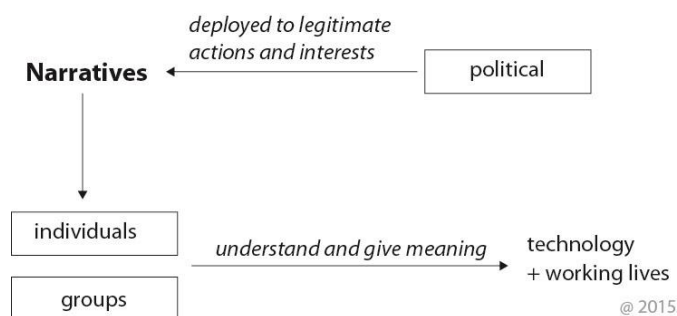 deployed to legitimate
actions and interests
Narratives
political
individuals
understand and give meaning
technology
+ working lives
groups
@ 2015